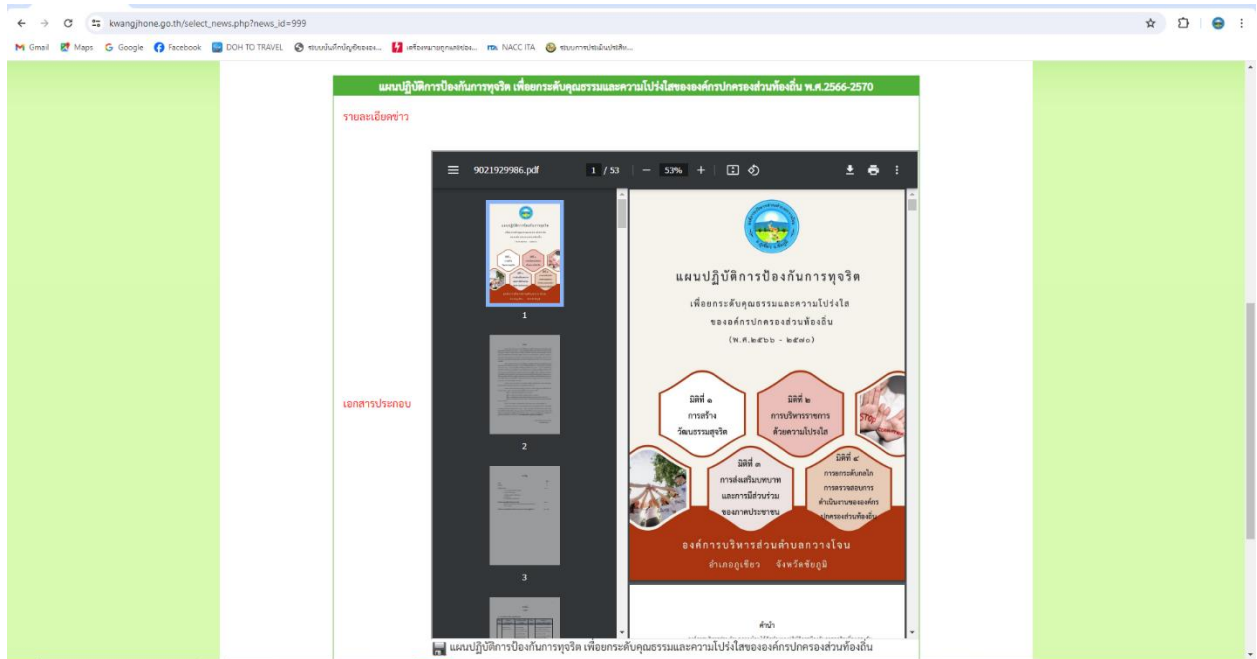 kwangjhone.go.th/select_news.php?news_id=999
Gmail Maps Google Facebook DOH TO TRAVEL NACC ITA
แผนปฏิบัติการป้องกันการทุจริต เพื่อยกระดับคุณธรรมและความโปร่งใสขององค์กรปกครองส่วนท้องถิ่น พ.ศ.2566-2570
รายละเอียดข่าว
9021929986.pdf 1 / 53 53%
1
2
3
แผนปฏิบัติการป้องกันการทุจริต
เพื่อยกระดับคุณธรรมและความโปร่งใส
ขององค์กรปกครองส่วนท้องถิ่น
(พ.ศ.๒๕๖๖ - ๒๕๗๐)
มิติที่ ๑
การสร้าง
วัฒนธรรมสุจริต
มิติที่ ๒
การบริหารราชการ
ด้วยความโปร่งใส
STOP
มิติที่ ๓
การส่งเสริมบทบาท
และการมีส่วนร่วม
ของภาคประชาชน
มิติที่ ๔
การยกระดับกลไก
การตรวจสอบการ
ดำเนินงานขององค์กร
ปกครองส่วนท้องถิ่น
องค์การบริหารส่วนตำบลกวางโจน
อำเภอภูเขียว จังหวัดชัยภูมิ
เอกสารประกอบ
คำนำ
แผนปฏิบัติการป้องกันการทุจริต เพื่อยกระดับคุณธรรมและความโปร่งใสขององค์กรปกครองส่วนท้องถิ่น